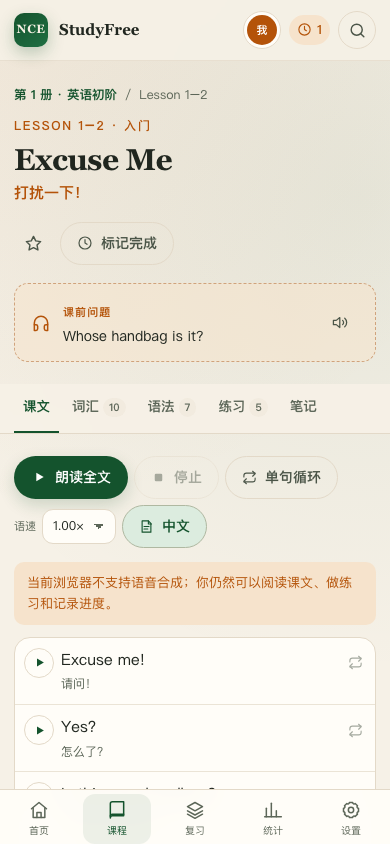 NCE StudyFree 我 1
第 1 册 · 英语初阶 / Lesson 1—2
LESSON 1—2 · 入门
Excuse Me
打扰一下！
标记完成
课前问题
Whose handbag is it?
课文 词汇 10 语法 7 练习 5 笔记
朗读全文 停止 单句循环
语速 1.00× 中文
当前浏览器不支持语音合成；你仍然可以阅读课文、做练
习和记录进度。
Excuse me!
请问！
Yes?
怎么了？
首页 课程 复习 统计 设置